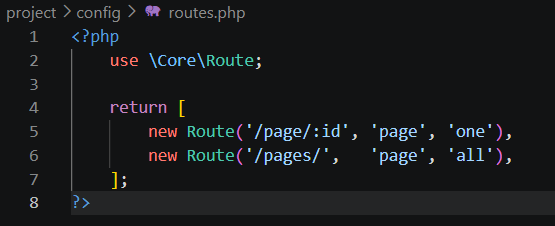 project > config > routes.php
1 <?php
2 use \Core\Route;
3
4 return [
5 new Route('/page/:id', 'page', 'one'),
6 new Route('/pages/',   'page', 'all'),
7 ];
8 ?>